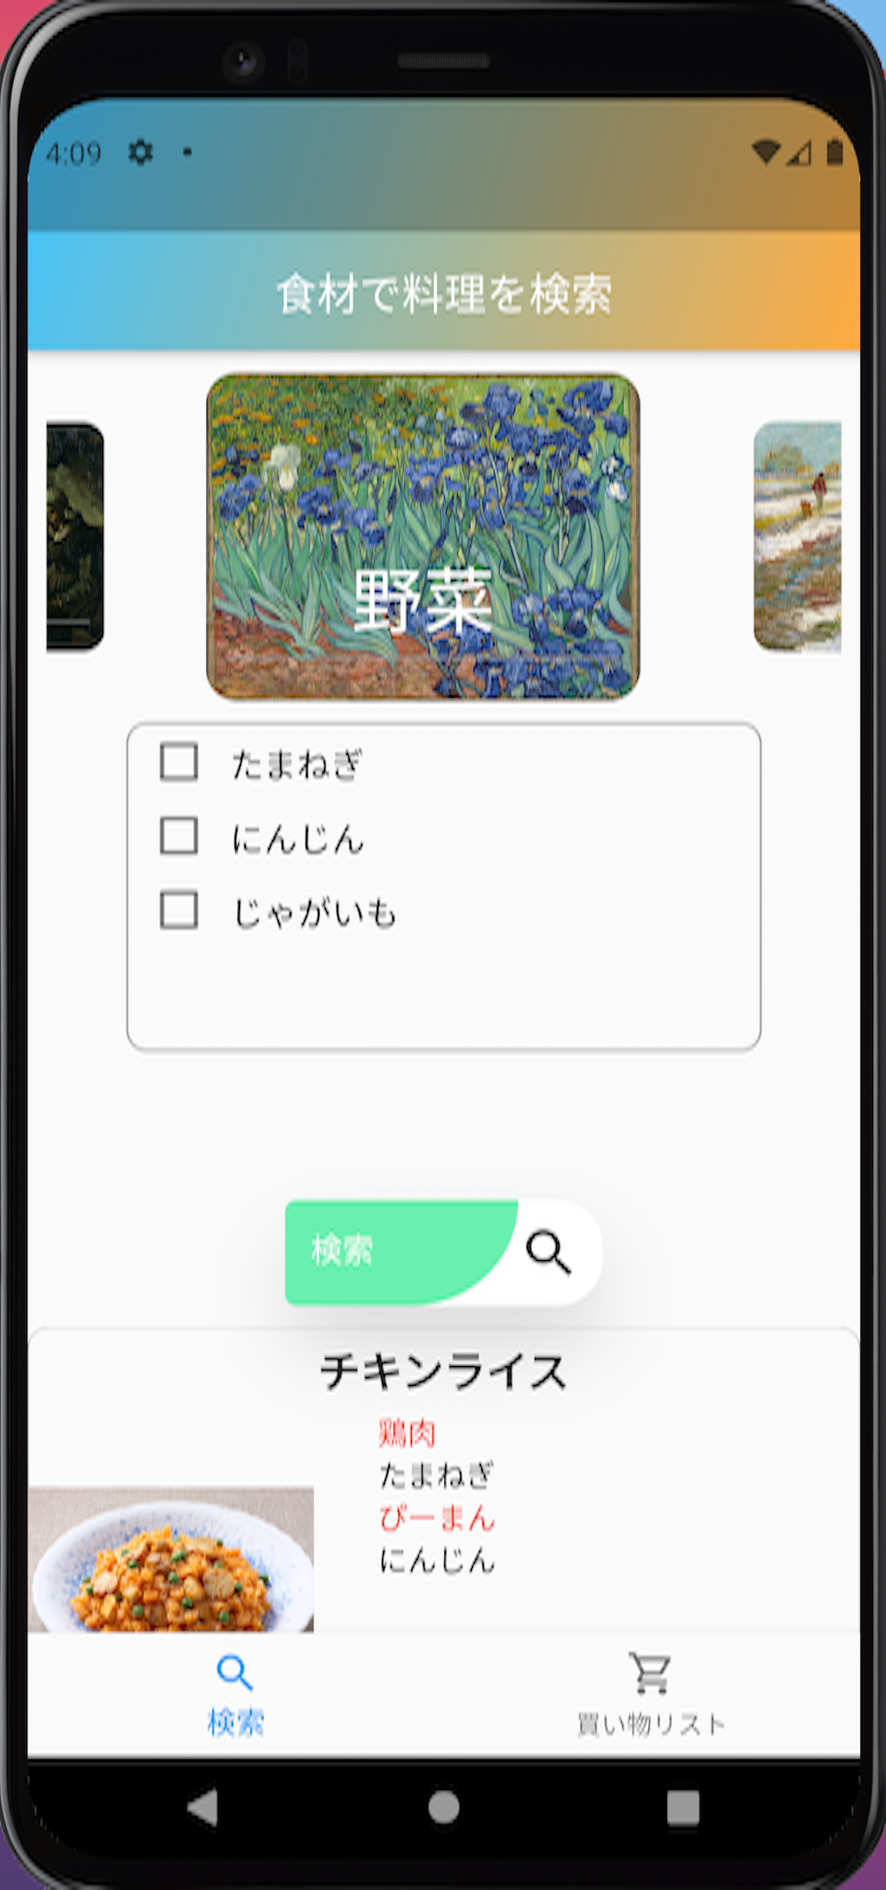 4:09
食材で料理を検索
野菜
たまねぎ
にんじん
じゃがいも
検索
チキンライス
鶏肉
たまねぎ
ぴーまん
にんじん
検索
買い物リスト